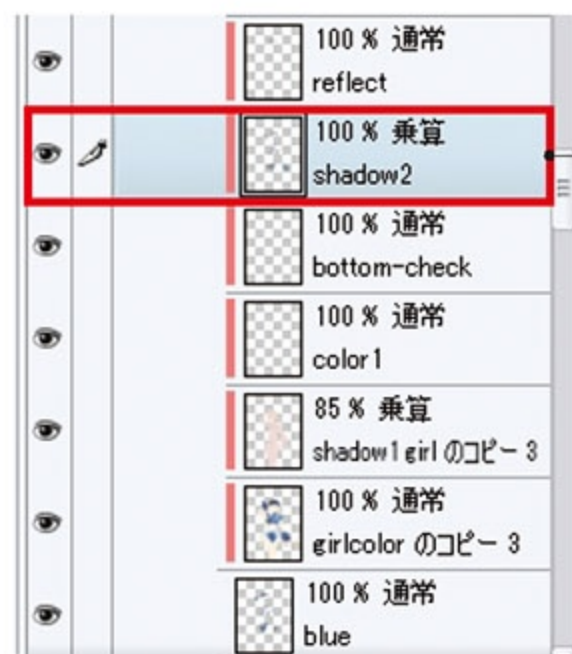 100 % 通常
reflect
100 % 乗算
shadow2
100 % 通常
bottom-check
100 % 通常
color1
85 % 乗算
shadow1girl のコピー 3
100 % 通常
girlcolor のコピー 3
100 % 通常
blue